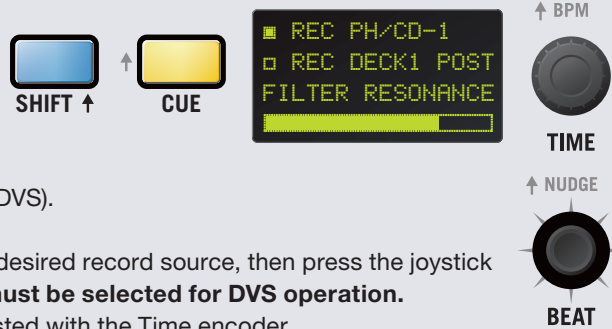 BPM
REC PH/CD-1
REC DECK1 POST
FILTER RESONANCE
SHIFT
CUE
TIME
NUDGE
DVS).
desired record source, then press the joystick
must be selected for DVS operation.
BEAT
sted with the Time encoder